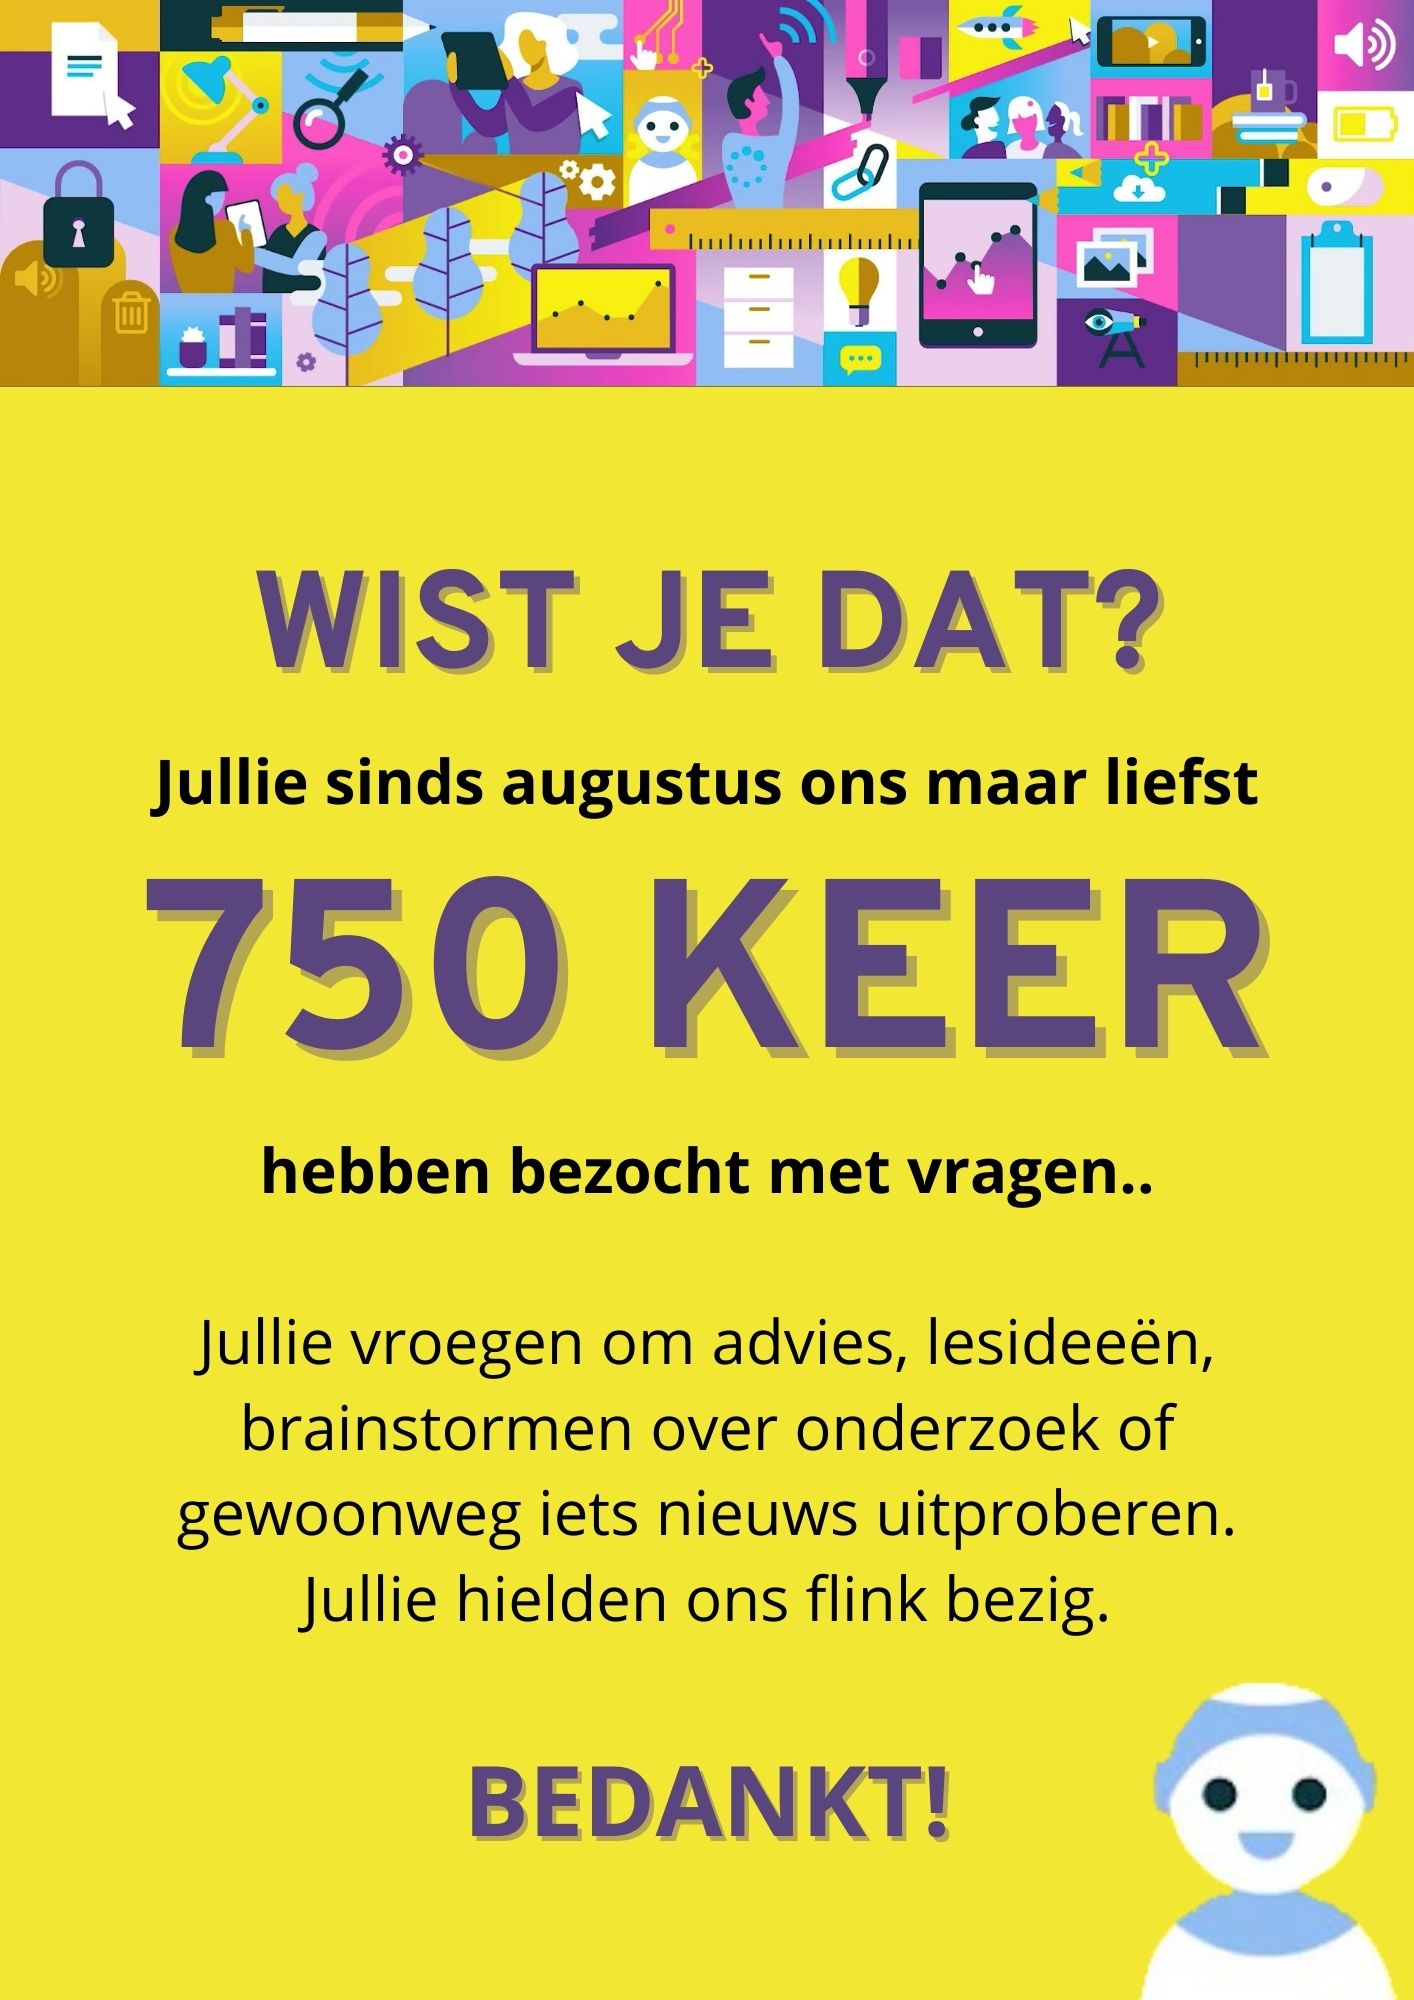 WIST JE DAT?
Jullie sinds augustus ons maar liefst
750 KEER
hebben bezocht met vragen..
Jullie vroegen om advies, lesideeën,
brainstormen over onderzoek of
gewoonweg iets nieuws uitproberen.
Jullie hielden ons flink bezig.
BEDANKT!